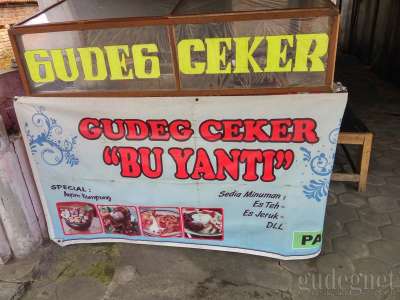 GUDEG CEKER
GUDEG CEKER
"BU YANTI"
SPECIAL :
Ayam Kampung
Sedia Minuman :
Es Teh -
Es Jeruk -
DLL
PA
gudegnet